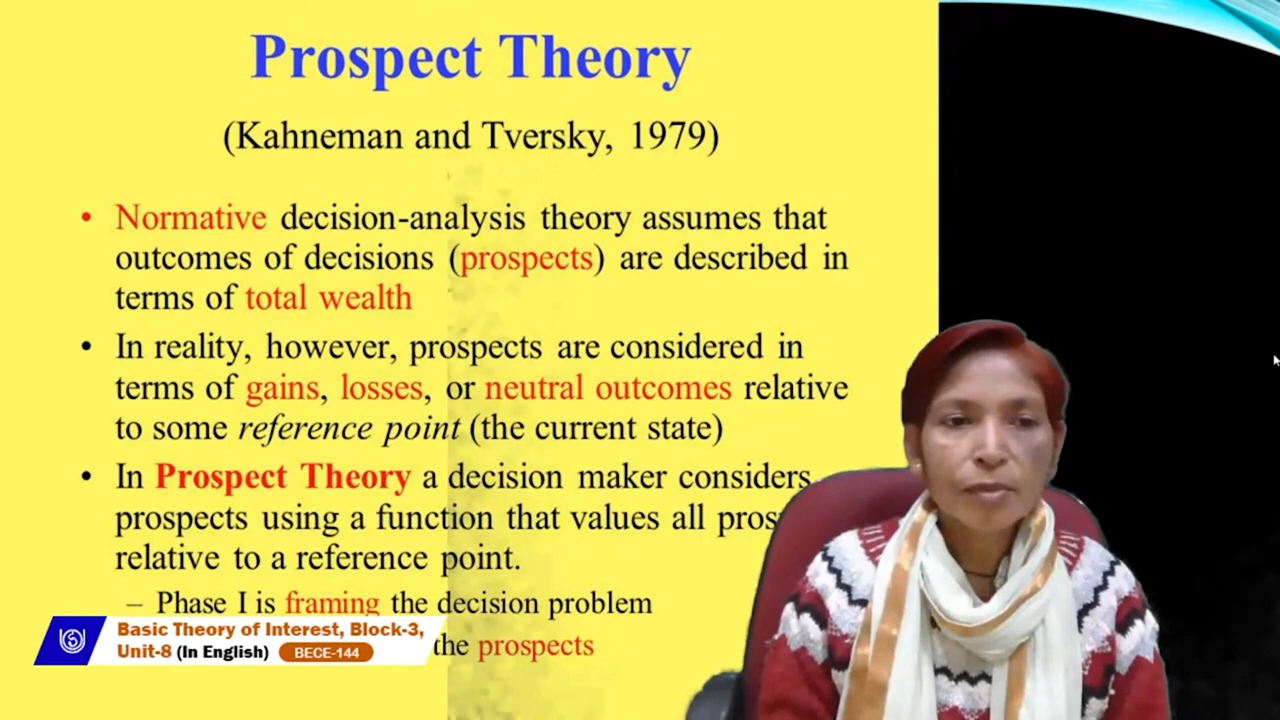 Prospect Theory
(Kahneman and Tversky, 1979)
• Normative decision-analysis theory assumes that
outcomes of decisions (prospects) are described in
terms of total wealth
• In reality, however, prospects are considered in
terms of gains, losses, or neutral outcomes relative
to some reference point (the current state)
• In Prospect Theory a decision maker considers
prospects using a function that values all
relative to a reference point.
– Phase I is framing the decision problem
the prospects
Basic Theory of Interest, Block-3,
Unit-8 (In English) BECE-144